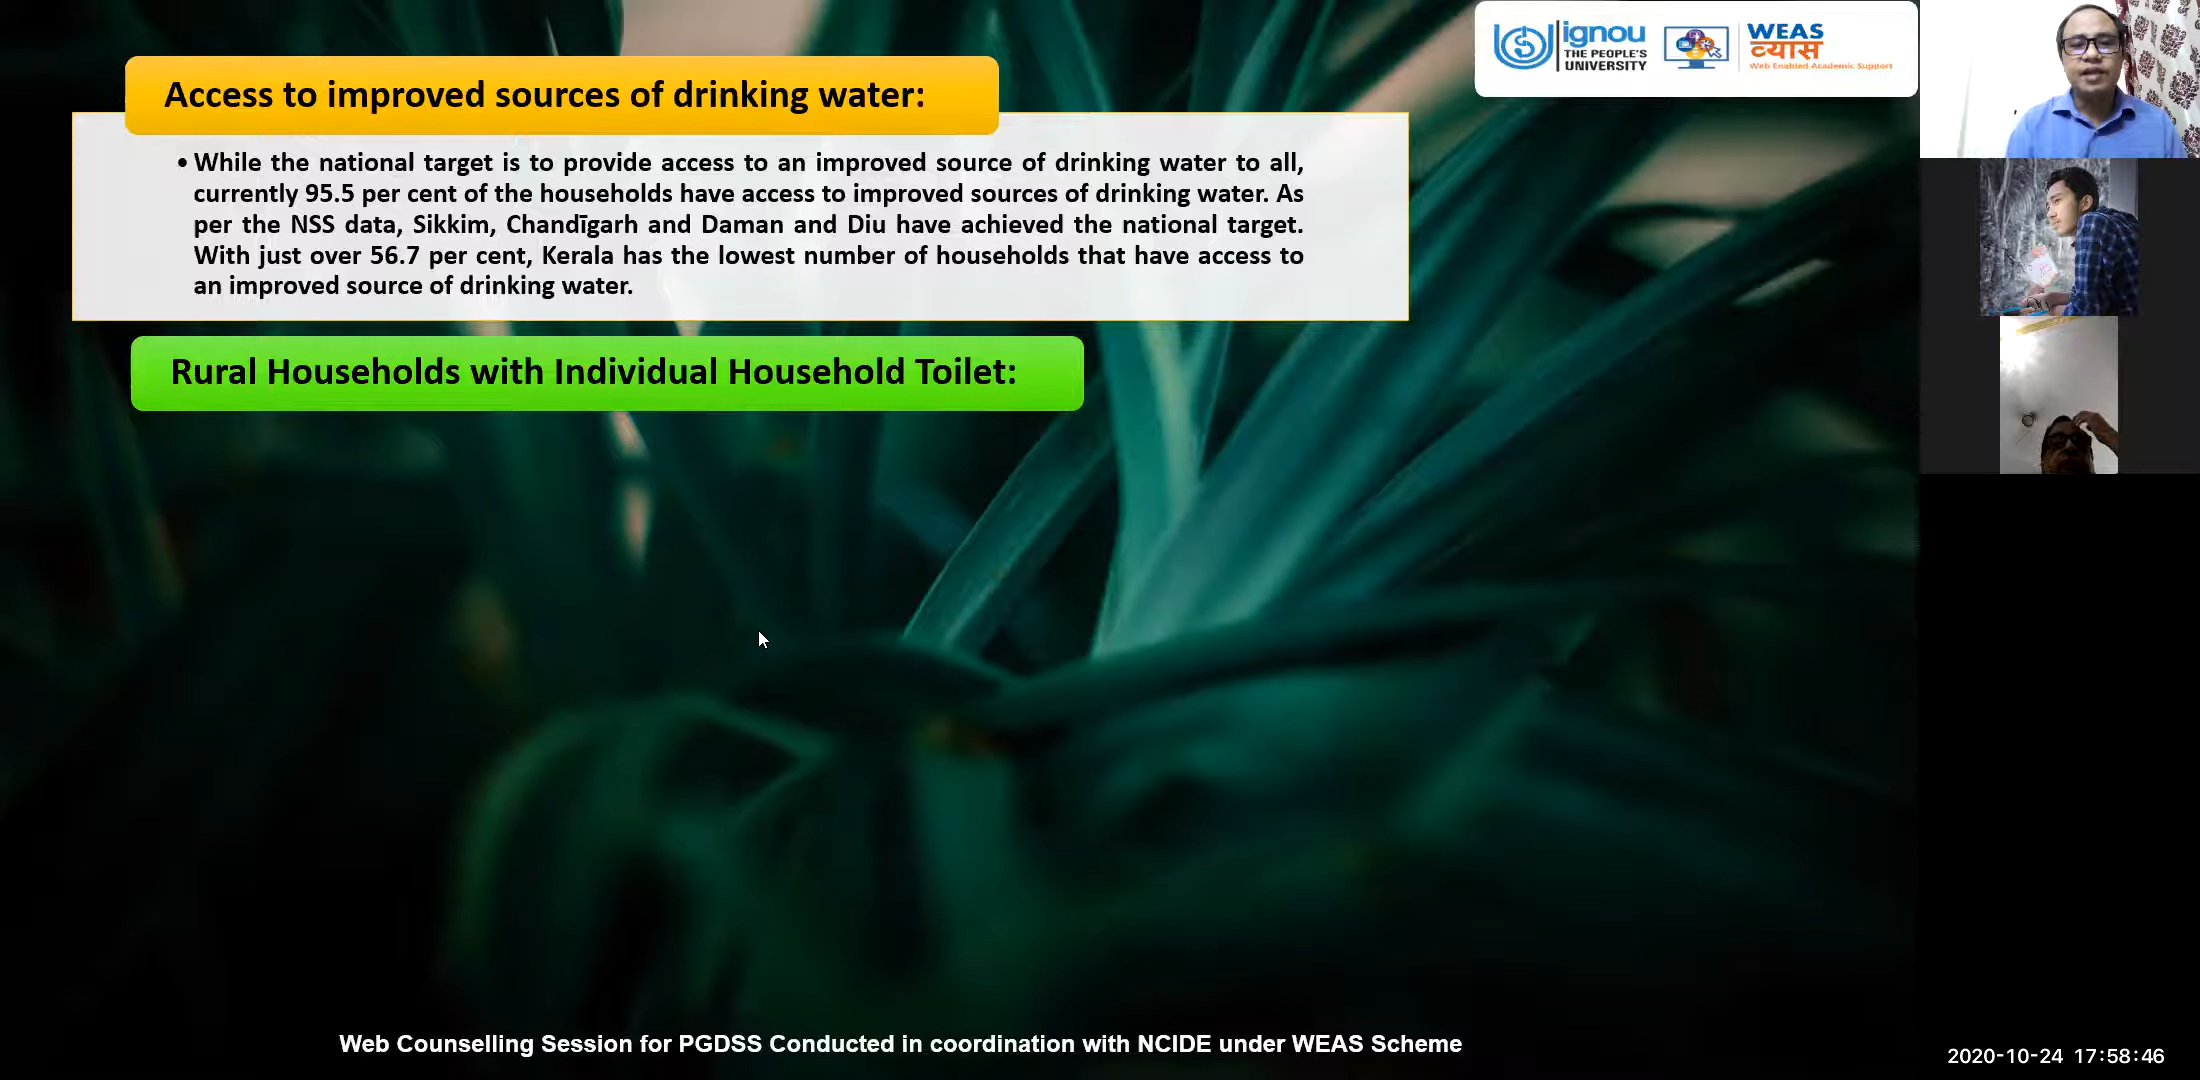 Access to improved sources of drinking water:
• While the national target is to provide access to an improved source of drinking water to all,
currently 95.5 per cent of the households have access to improved sources of drinking water. As
per the NSS data, Sikkim, Chandīgarh and Daman and Diu have achieved the national target.
With just over 56.7 per cent, Kerala has the lowest number of households that have access to
an improved source of drinking water.
Rural Households with Individual Household Toilet:
ignou
THE PEOPLE'S
UNIVERSITY
WEAS
व्यास
Web Enabled Academic Support
Web Counselling Session for PGDSS Conducted in coordination with NCIDE under WEAS Scheme
2020-10-24 17:58:46